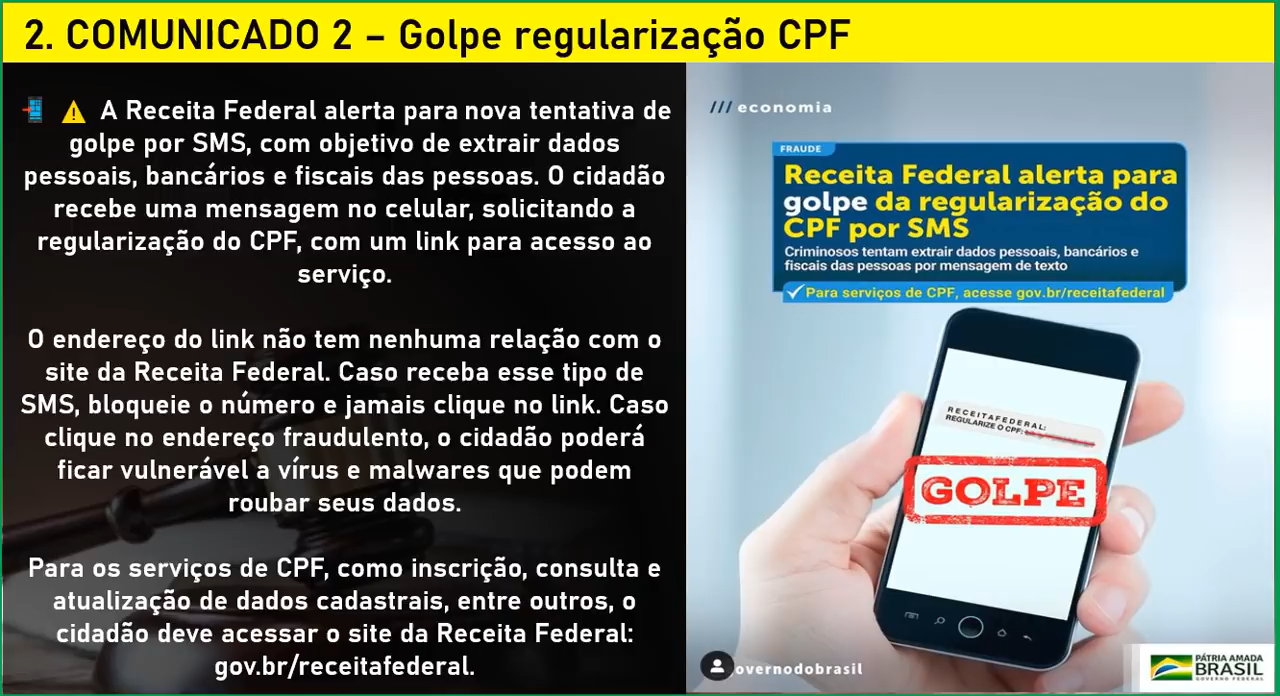 2. COMUNICADO 2 – Golpe regularização CPF
A Receita Federal alerta para nova tentativa de
golpe por SMS, com objetivo de extrair dados
pessoais, bancários e fiscais das pessoas. O cidadão
recebe uma mensagem no celular, solicitando a
regularização do CPF, com um link para acesso ao
serviço.
O endereço do link não tem nenhuma relação com o
site da Receita Federal. Caso receba esse tipo de
SMS, bloqueie o número e jamais clique no link. Caso
clique no endereço fraudulento, o cidadão poderá
ficar vulnerável a vírus e malwares que podem
roubar seus dados.
Para os serviços de CPF, como inscrição, consulta e
atualização de dados cadastrais, entre outros, o
cidadão deve acessar o site da Receita Federal:
gov.br/receitafederal.
/// economia
FRAUDE
Receita Federal alerta para
golpe da regularização do
CPF por SMS
Criminosos tentam extrair dados pessoais, bancários e
fiscais das pessoas por mensagem de texto
Para serviços de CPF, acesse gov.br/receitafederal
RECEITAFEDERAL:
REGULARIZE O CPF:
GOLPE
overnodobrasil
PÁTRIA AMADA
BRASIL
GOVERNO FEDERAL